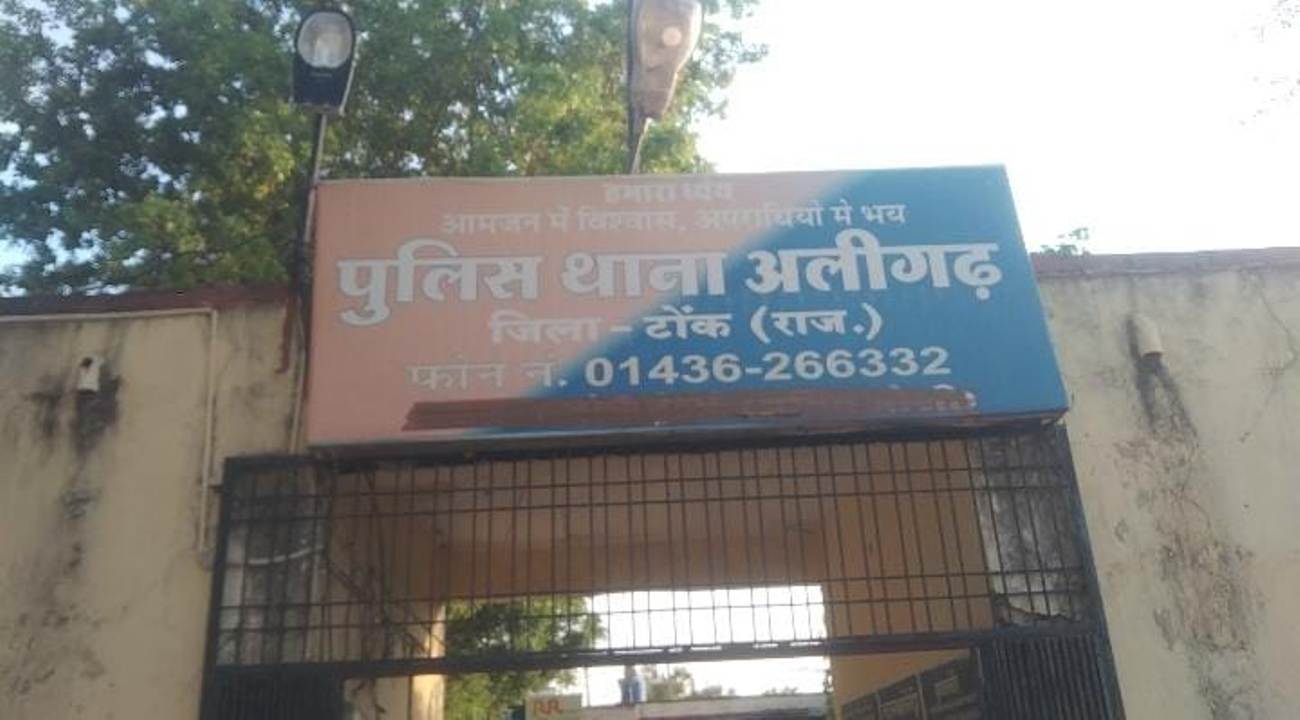 हमारा ध्येय
आमजन में विश्वास, अपराधियो मे भय
पुलिस थाना अलीगढ़
जिला - टोंक (राज.)
फोन नं. 01436-266332